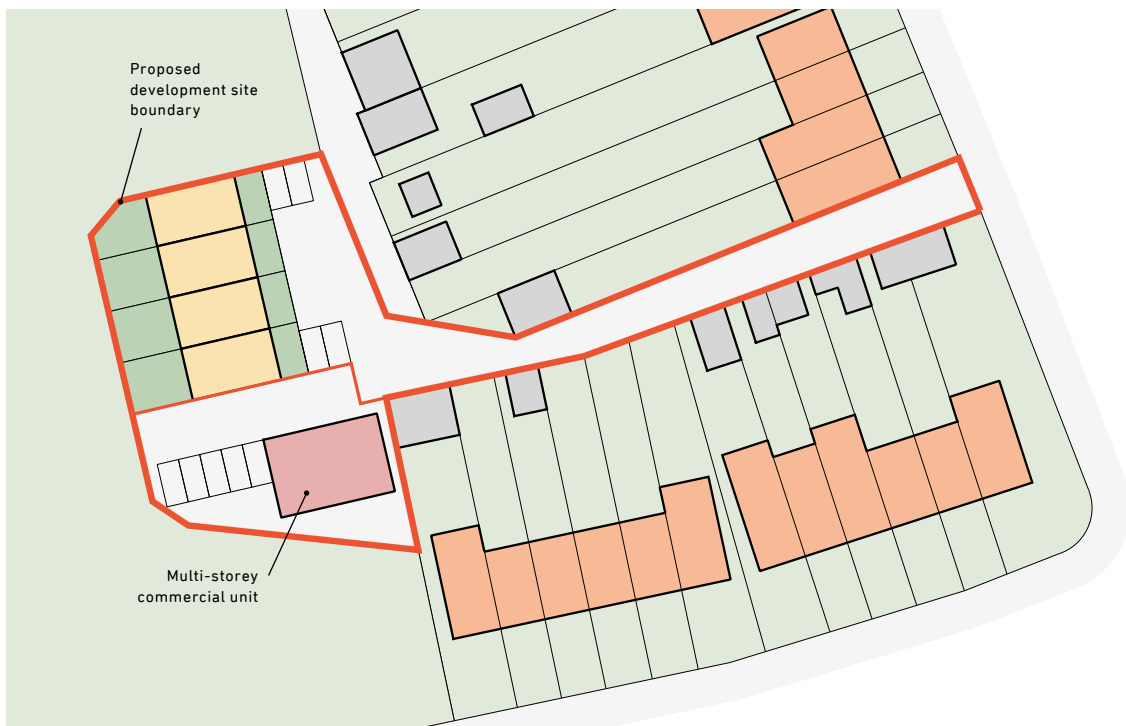 Proposed
development site
boundary
Multi-storey
commercial unit